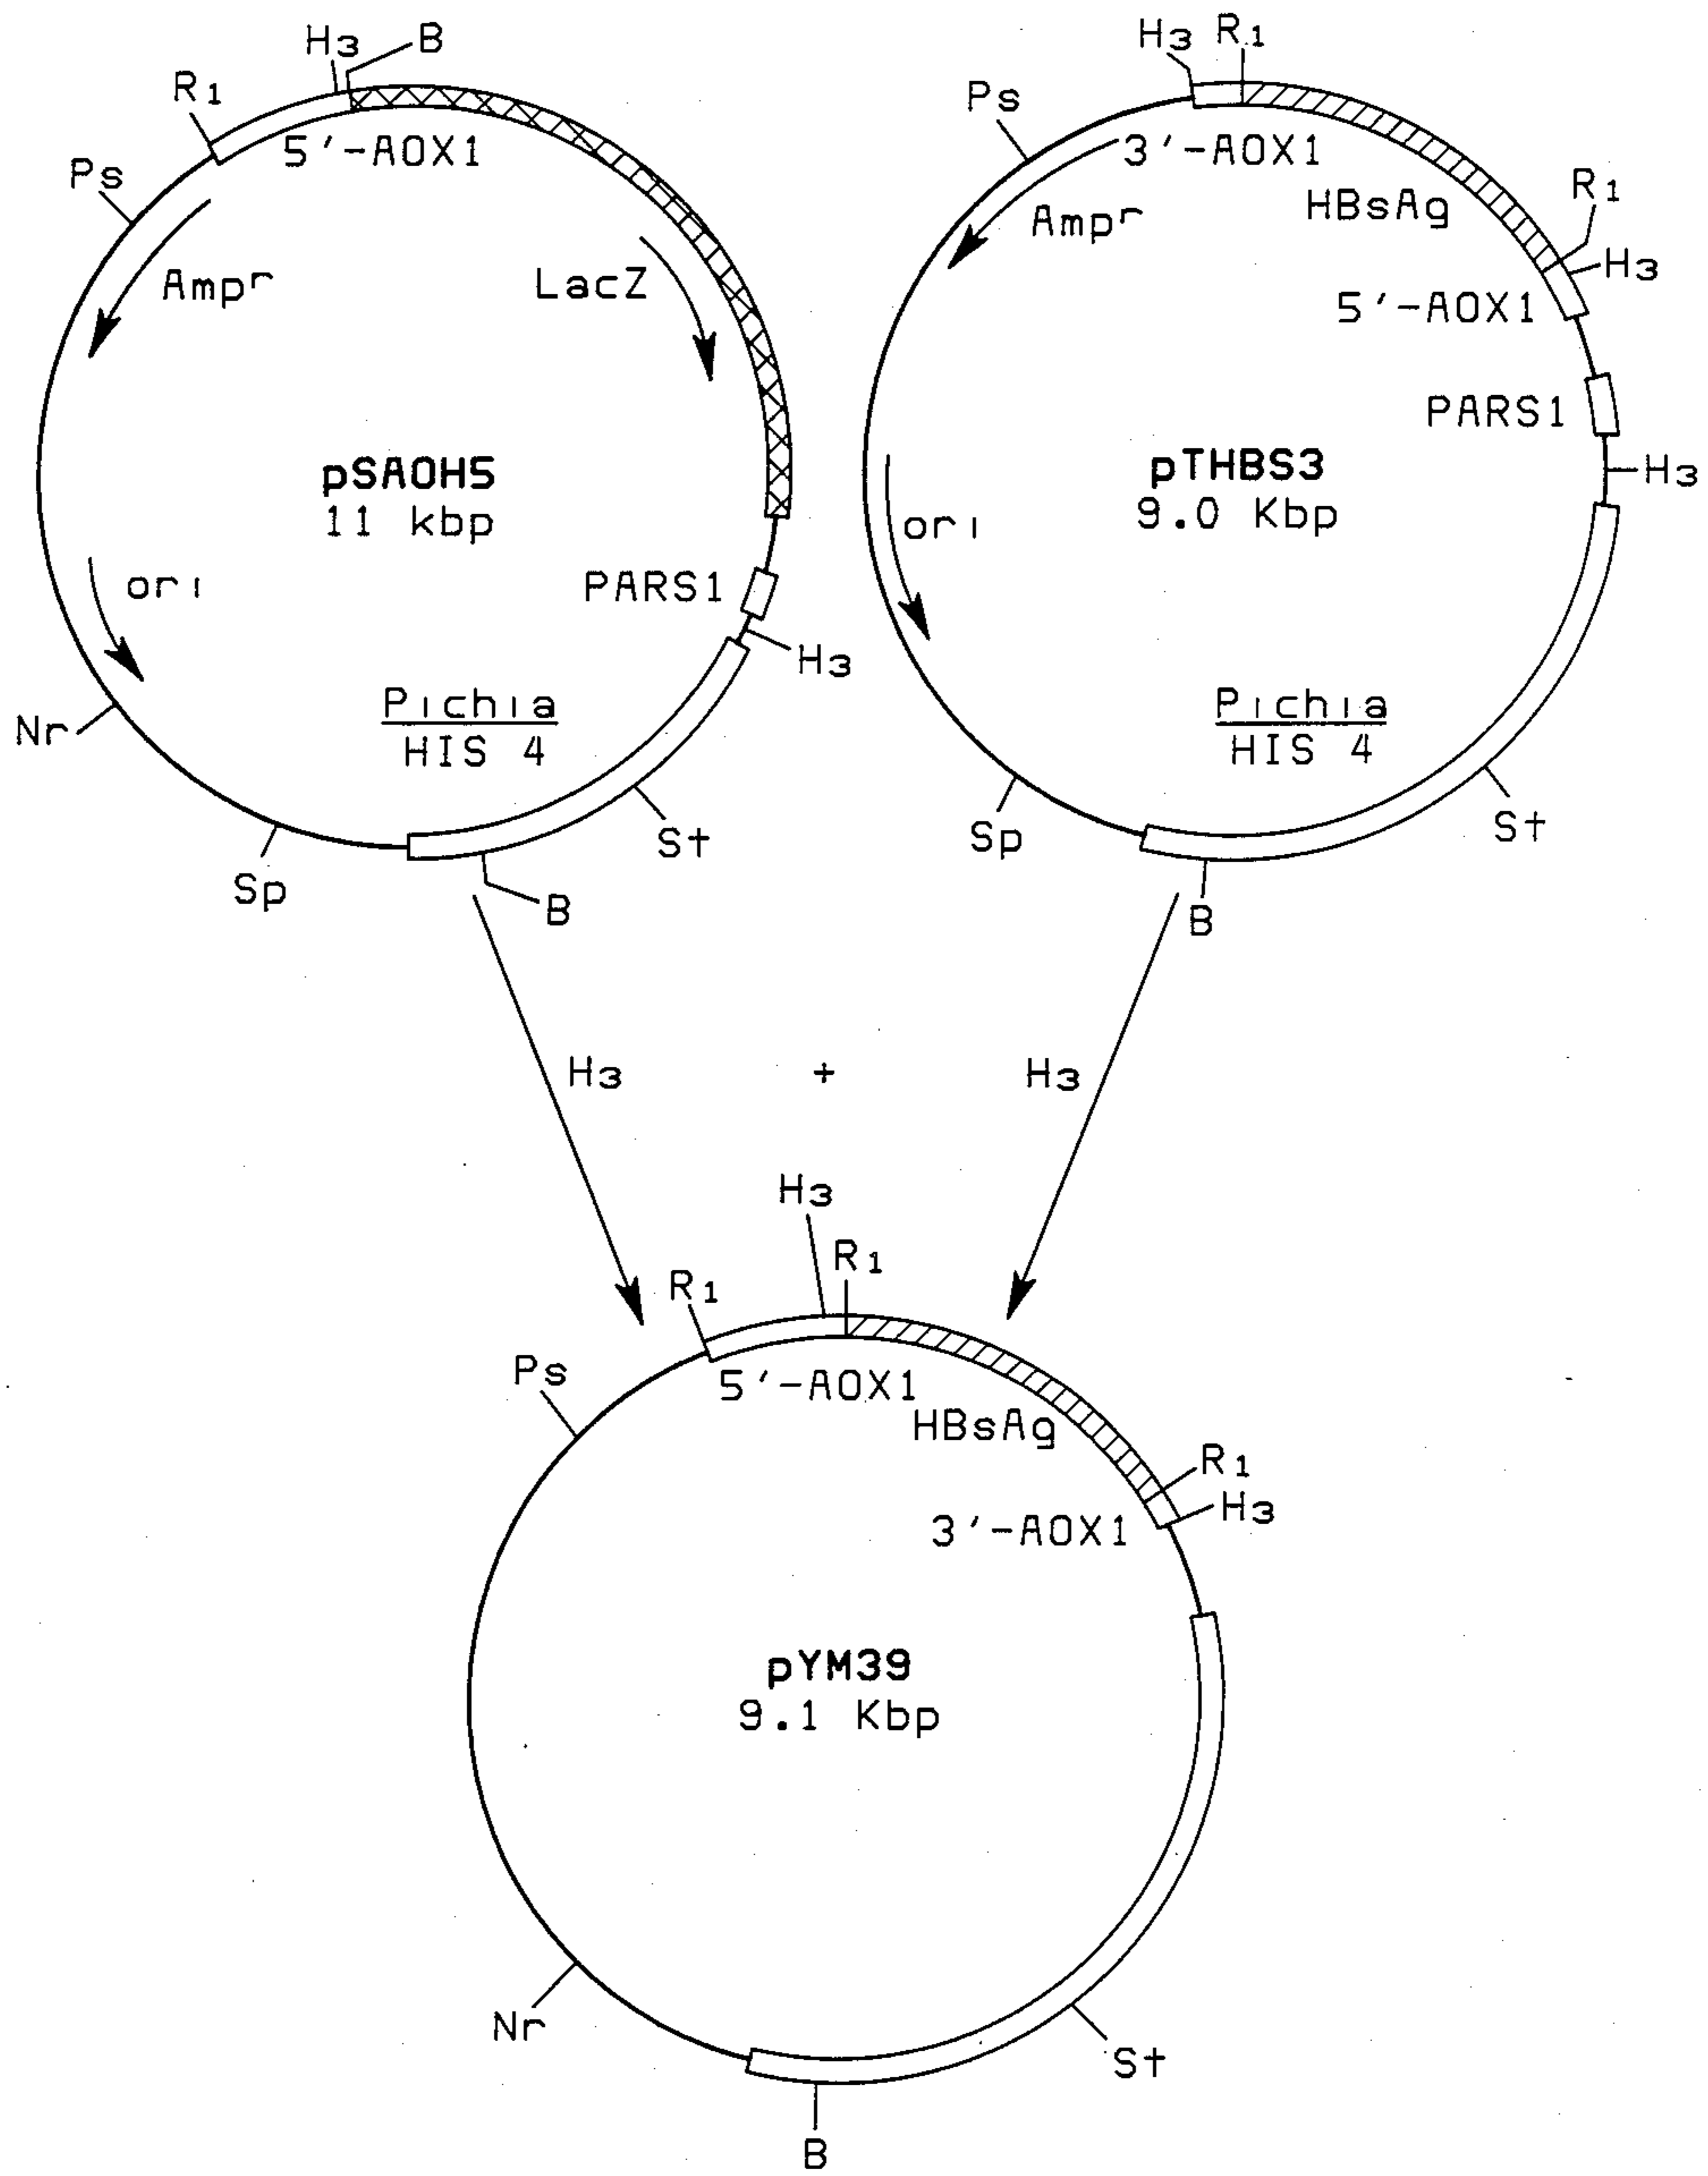 H3
B
R1
5'-AOX1
Ps
Ampr
LacZ
pSAOH5
11 kbp
ori
PARS1
H3
Nr
Pichia
HIS 4
St
Sp
B
H3
R1
Ps
3'-AOX1
Ampr
HBsAg
R1
H3
5'-AOX1
PARS1
pTHBS3
9.0 Kbp
H3
ori
Pichia
HIS 4
Sp
St
B
H3
+
H3
H3
R1
R1
Ps
5'-AOX1
HBsAg
R1
H3
3'-AOX1
pYM39
9.1 Kbp
Nr
St
B